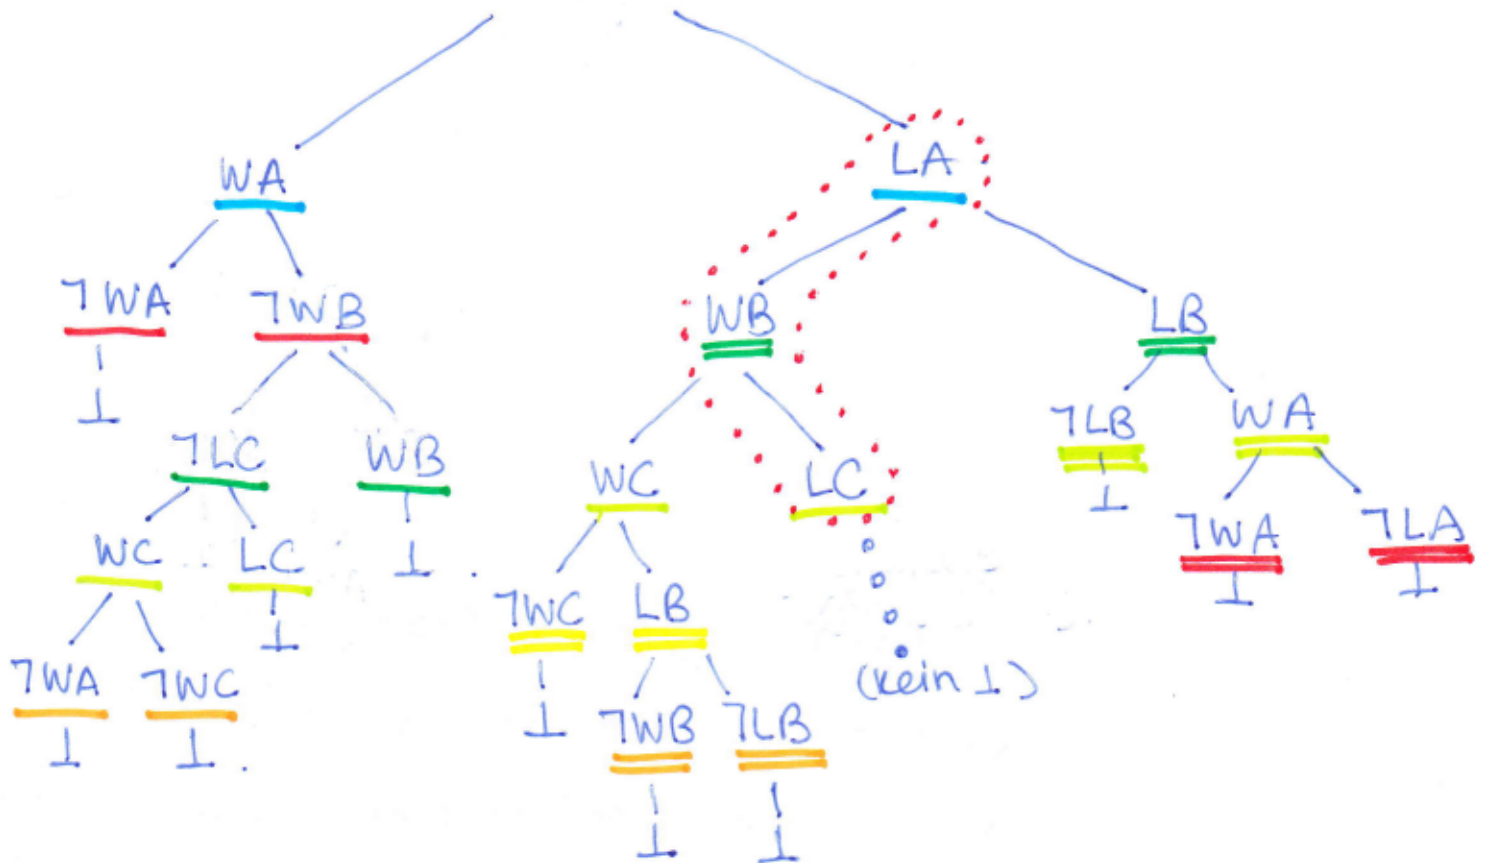 WA LA
¬WA ¬WB WB LB
⊥
¬LC WB WC LC ¬LB WA
⊥
WC LC ⊥ ¬WC LB ¬WA ¬LA
⊥ ⊥ ⊥
¬WA ¬WC (kein ⊥)
⊥ ⊥ ⊥ ¬WB ¬LB
⊥ ⊥